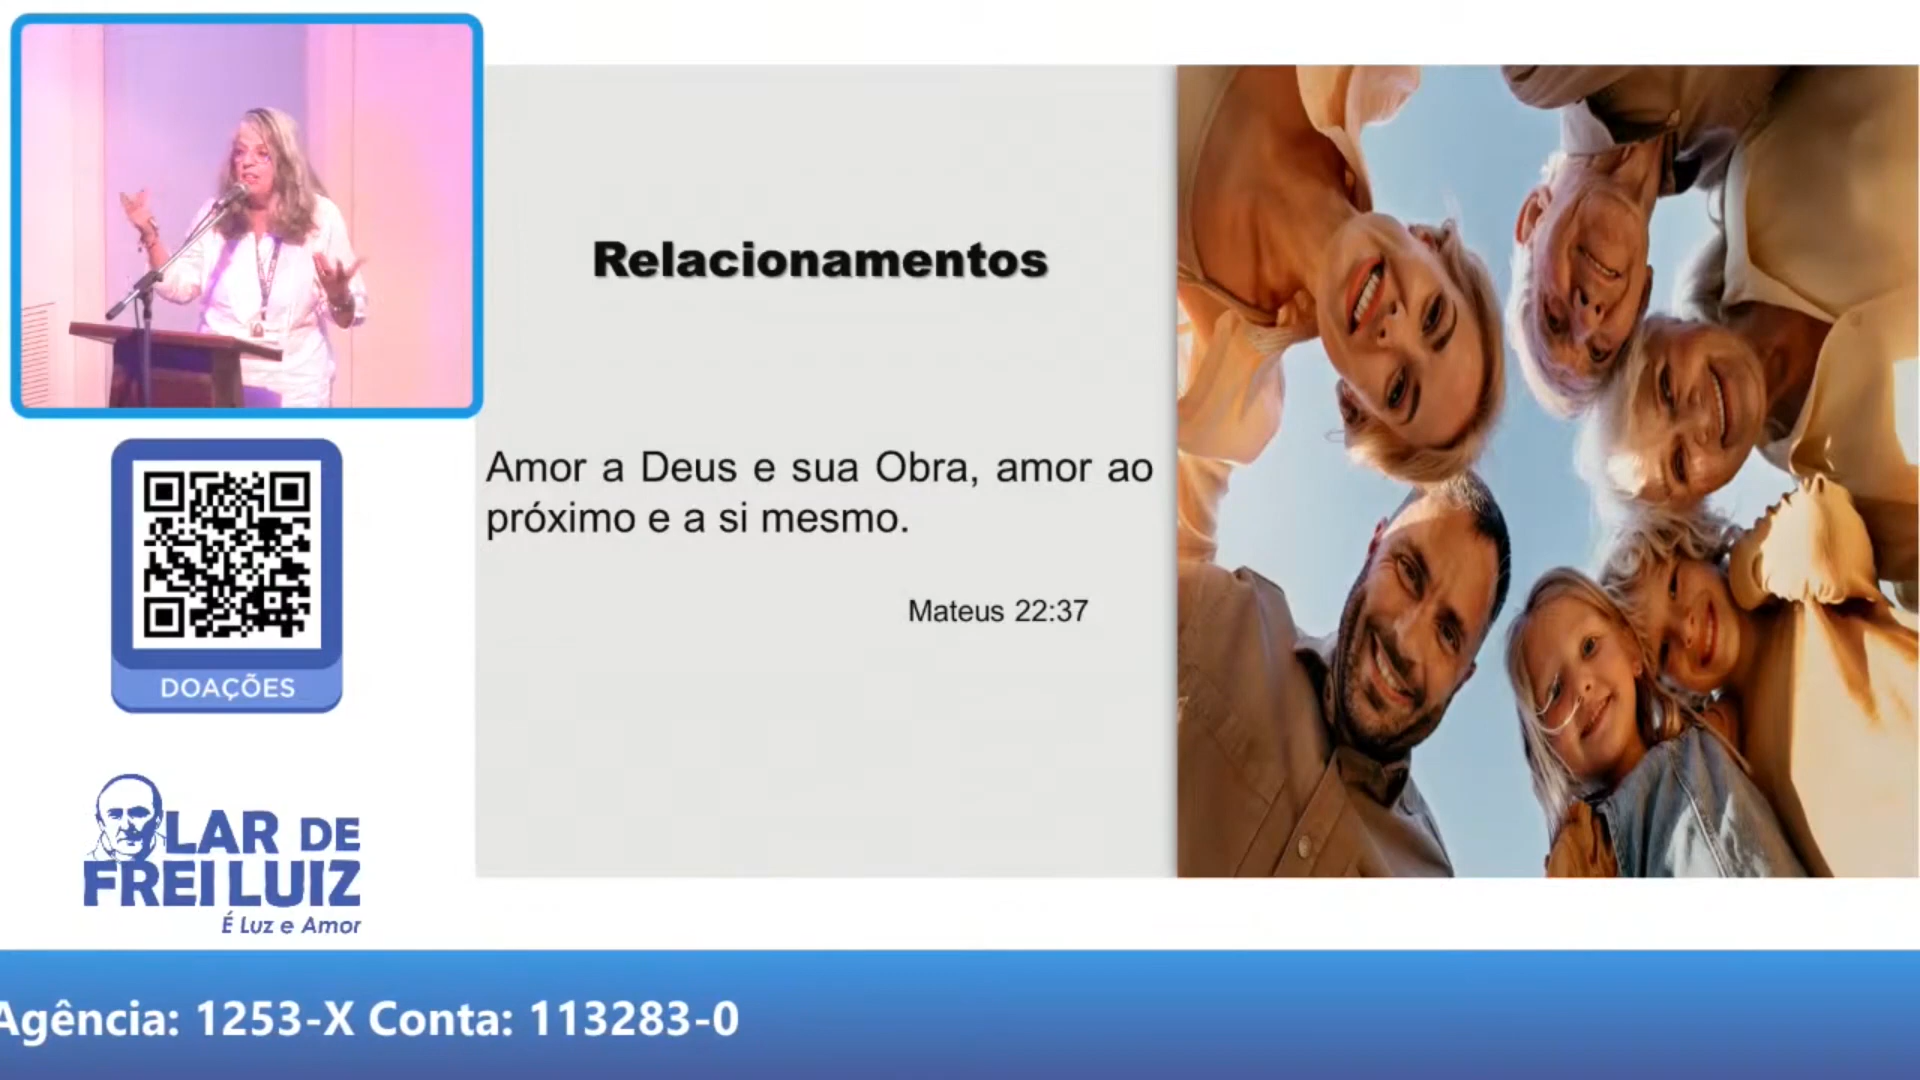 Relacionamentos
Amor a Deus e sua Obra, amor ao
próximo e a si mesmo.
Mateus 22:37
DOAÇÕES
LAR DE
FREI LUIZ
É Luz e Amor
Agência: 1253-X Conta: 113283-0